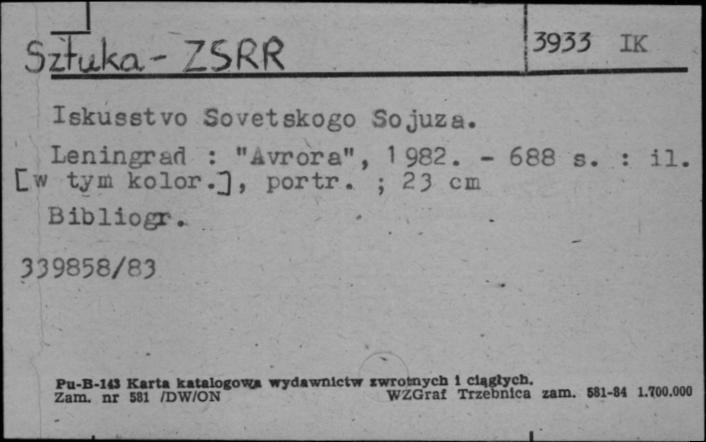 Sztuka - ZSRR
3933 IK
Iskusstvo Sovetskogo Sojuza.
Leningrad : "Avrora", 1982. - 688 s. : il.
[w tym kolor.], portr. ; 23 cm
Bibliogr.
339858/83
Pu-B-143 Karta katalogowa wydawnictw zwrotnych i ciągłych.
Zam. nr 581 /DW/ON WZGraf Trzebnica zam. 581-84 1.700.000